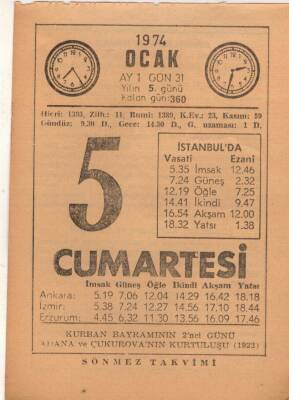 1974
OCAK
AY 1 GÜN 31
Yılın 5. günü
Kalan gün: 360
Hicri: 1393, Zilh.: 11, Rumi: 1389, K.Ev.: 23, Kasım: 59
Gündüz: 9.30 D., Gece: 14.30 D., G. uzaması: 1 D.
5
İSTANBUL'DA
Vasati Ezani
5.35 İmsak 12.46
7.24 Güneş 2.32
12.19 Öğle 7.25
14.41 İkindi 9.47
16.54 Akşam 12.00
18.32 Yatsı 1.38
CUMARTESİ
İmsak Güneş Öğle İkindi Akşam Yatsı
Ankara: 5.19 7.06 12.04 14.29 16.42 18.18
İzmir: 5.38 7.24 12.27 14.56 17.10 18.44
Erzurum: 4.45 6.32 11.30 13.56 16.09 17.46
KURBAN BAYRAMININ 2'nci GÜNÜ
ADANA ve ÇUKUROVA'NIN KURTULUŞU (1922)
SÖNMEZ TAKVİMİ